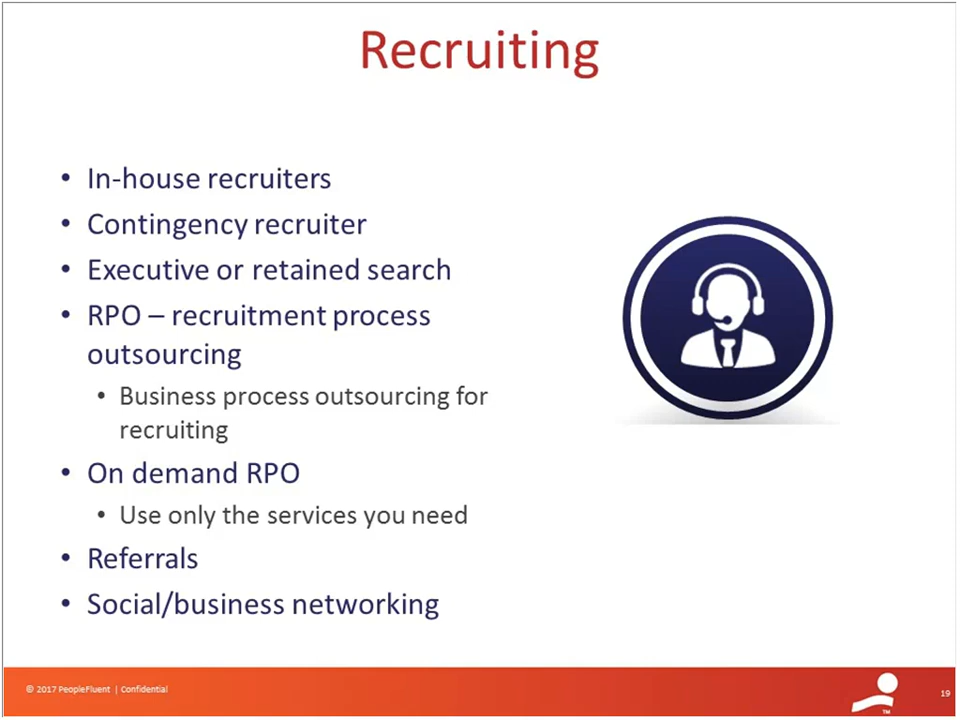 Recruiting
• In-house recruiters
• Contingency recruiter
• Executive or retained search
• RPO – recruitment process
outsourcing
• Business process outsourcing for
recruiting
• On demand RPO
• Use only the services you need
• Referrals
• Social/business networking
© 2017 PeopleFluent | Confidential
TM
19